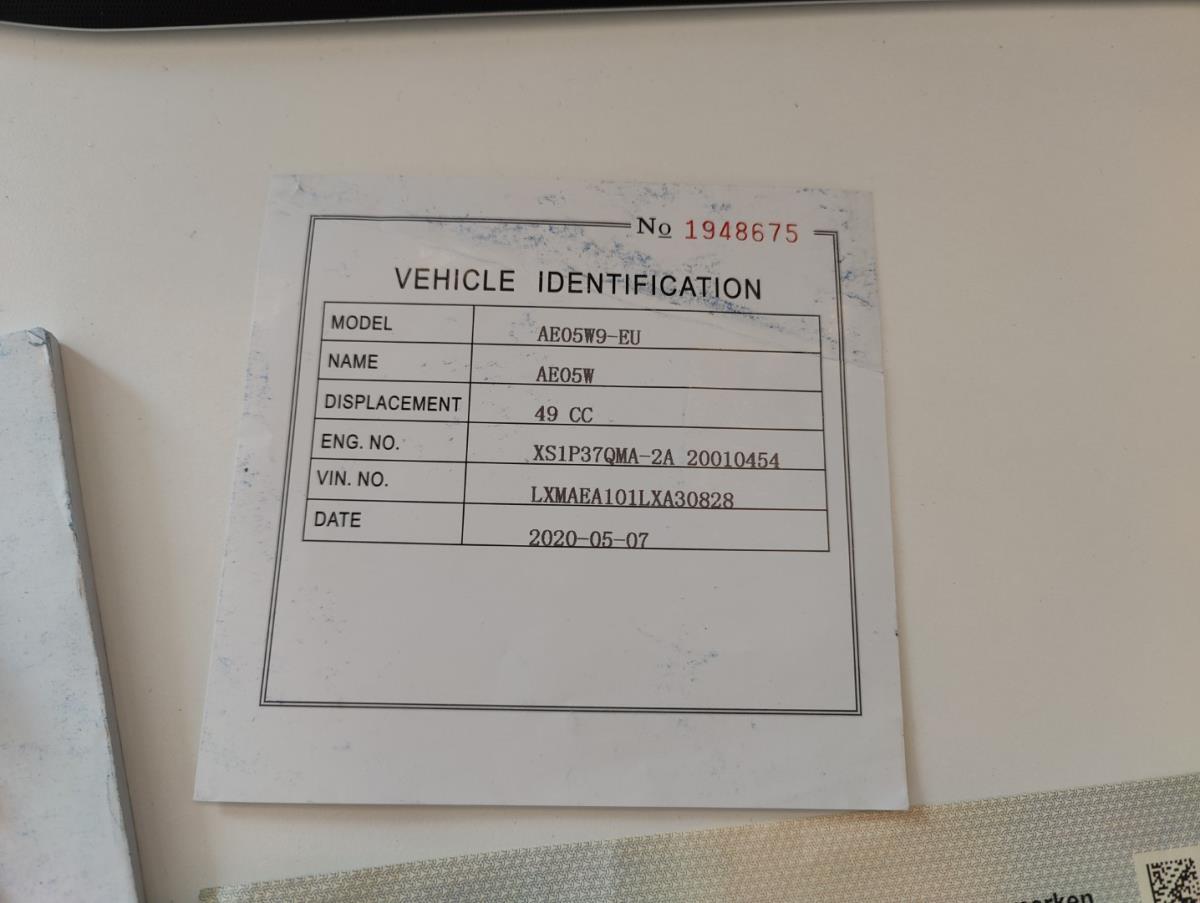 No 1948675
VEHICLE IDENTIFICATION
MODEL AE05W9-EU
NAME AE05W
DISPLACEMENT 49 CC
ENG. NO. XS1P37QMA-2A 20010454
VIN. NO. LXMAEA101LXA30828
DATE 2020-05-07